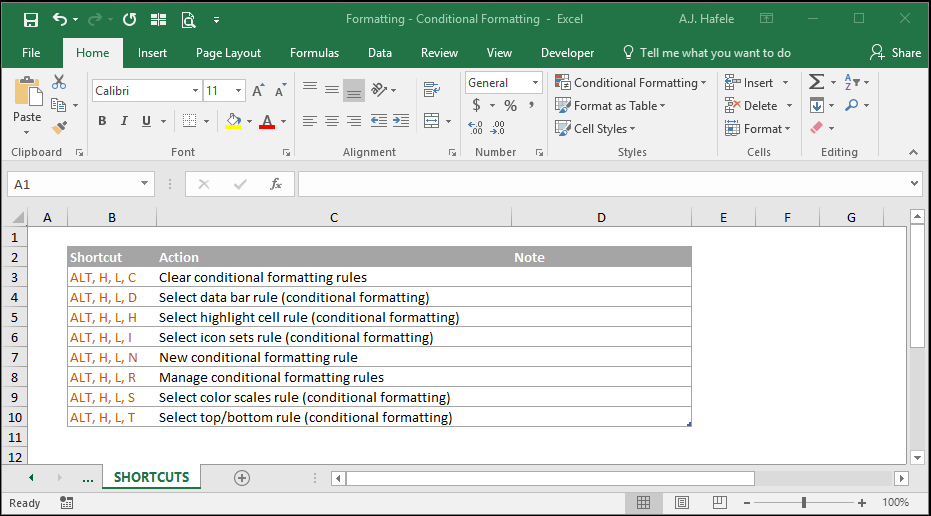 Formatting - Conditional Formatting - Excel A.J. Hafele
File Home Insert Page Layout Formulas Data Review View Developer Tell me what you want to do Share
Paste
Calibri 11
B I U A
General
$ % ,
Conditional Formatting
Format as Table
Cell Styles
Insert
Delete
Format
Clipboard Font Alignment Number Styles Cells Editing
A1 fx
A B C D E F G
1
2 Shortcut Action Note
3 ALT, H, L, C Clear conditional formatting rules
4 ALT, H, L, D Select data bar rule (conditional formatting)
5 ALT, H, L, H Select highlight cell rule (conditional formatting)
6 ALT, H, L, I Select icon sets rule (conditional formatting)
7 ALT, H, L, N New conditional formatting rule
8 ALT, H, L, R Manage conditional formatting rules
9 ALT, H, L, S Select color scales rule (conditional formatting)
10 ALT, H, L, T Select top/bottom rule (conditional formatting)
11
12
... SHORTCUTS
Ready 100%